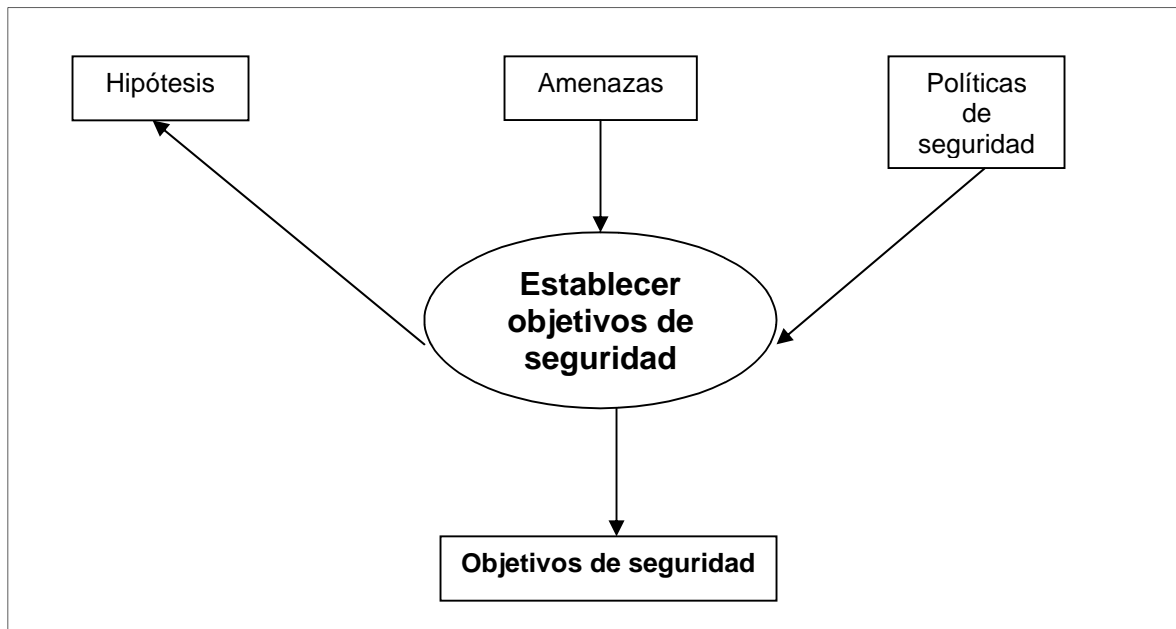 Hipótesis
Amenazas
Políticas
de
seguridad
Establecer
objetivos de
seguridad
Objetivos de seguridad